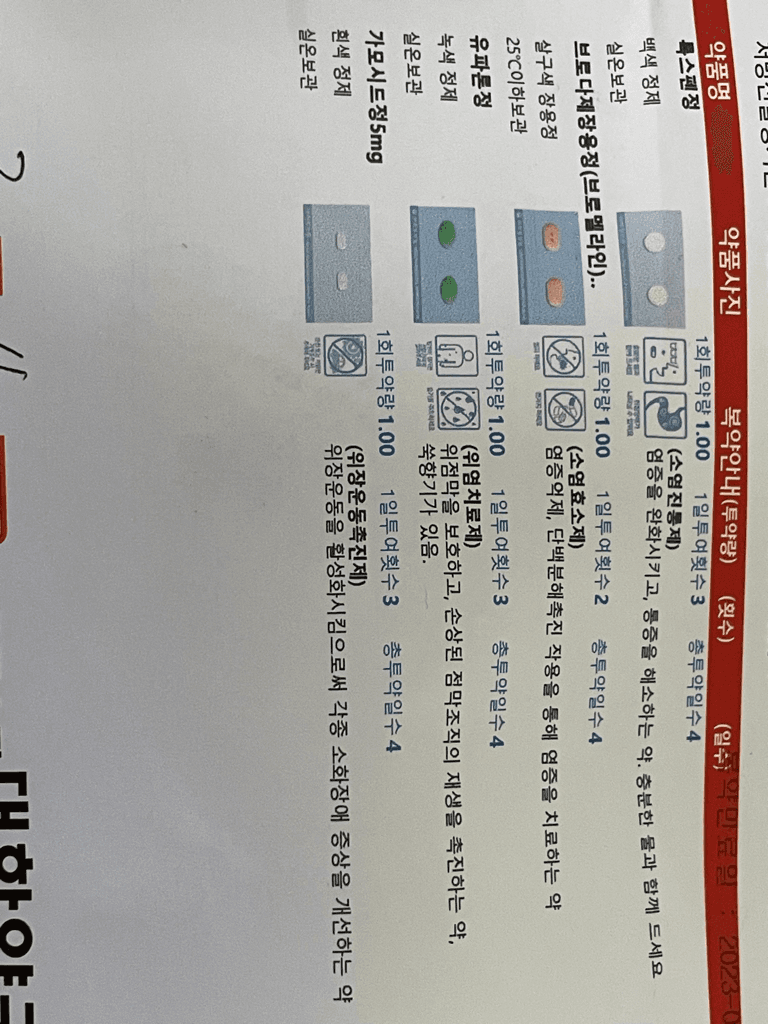 약품명 약품사진 복약안내(투약량) (횟수) (일수)
록스펜정
백색 정제
실온보관
1회투약량 1.00 1일투여횟수 3 총투약일수 4
(소염진통제)
염증을 완화시키고, 통증을 해소하는 약. 충분한 물과 함께 드세요
브로다제장용정(브로멜라인)..
살구색 장용정
25℃이하보관
1회투약량 1.00 1일투여횟수 2 총투약일수 4
(소염효소제)
염증억제, 단백분해촉진 작용을 통해 염증을 치료하는 약
유파톤정
녹색 정제
실온보관
1회투약량 1.00 1일투여횟수 3 총투약일수 4
(위염치료제)
위점막을 보호하고, 손상된 점막조직의 재생을 촉진하는 약,
쑥향기가 있음.
가모시드정5mg
흰색 정제
실온보관
1회투약량 1.00 1일투여횟수 3 총투약일수 4
(위장운동촉진제)
위장운동을 활성화시킴으로써 각종 소화장애 증상을 개선하는 약